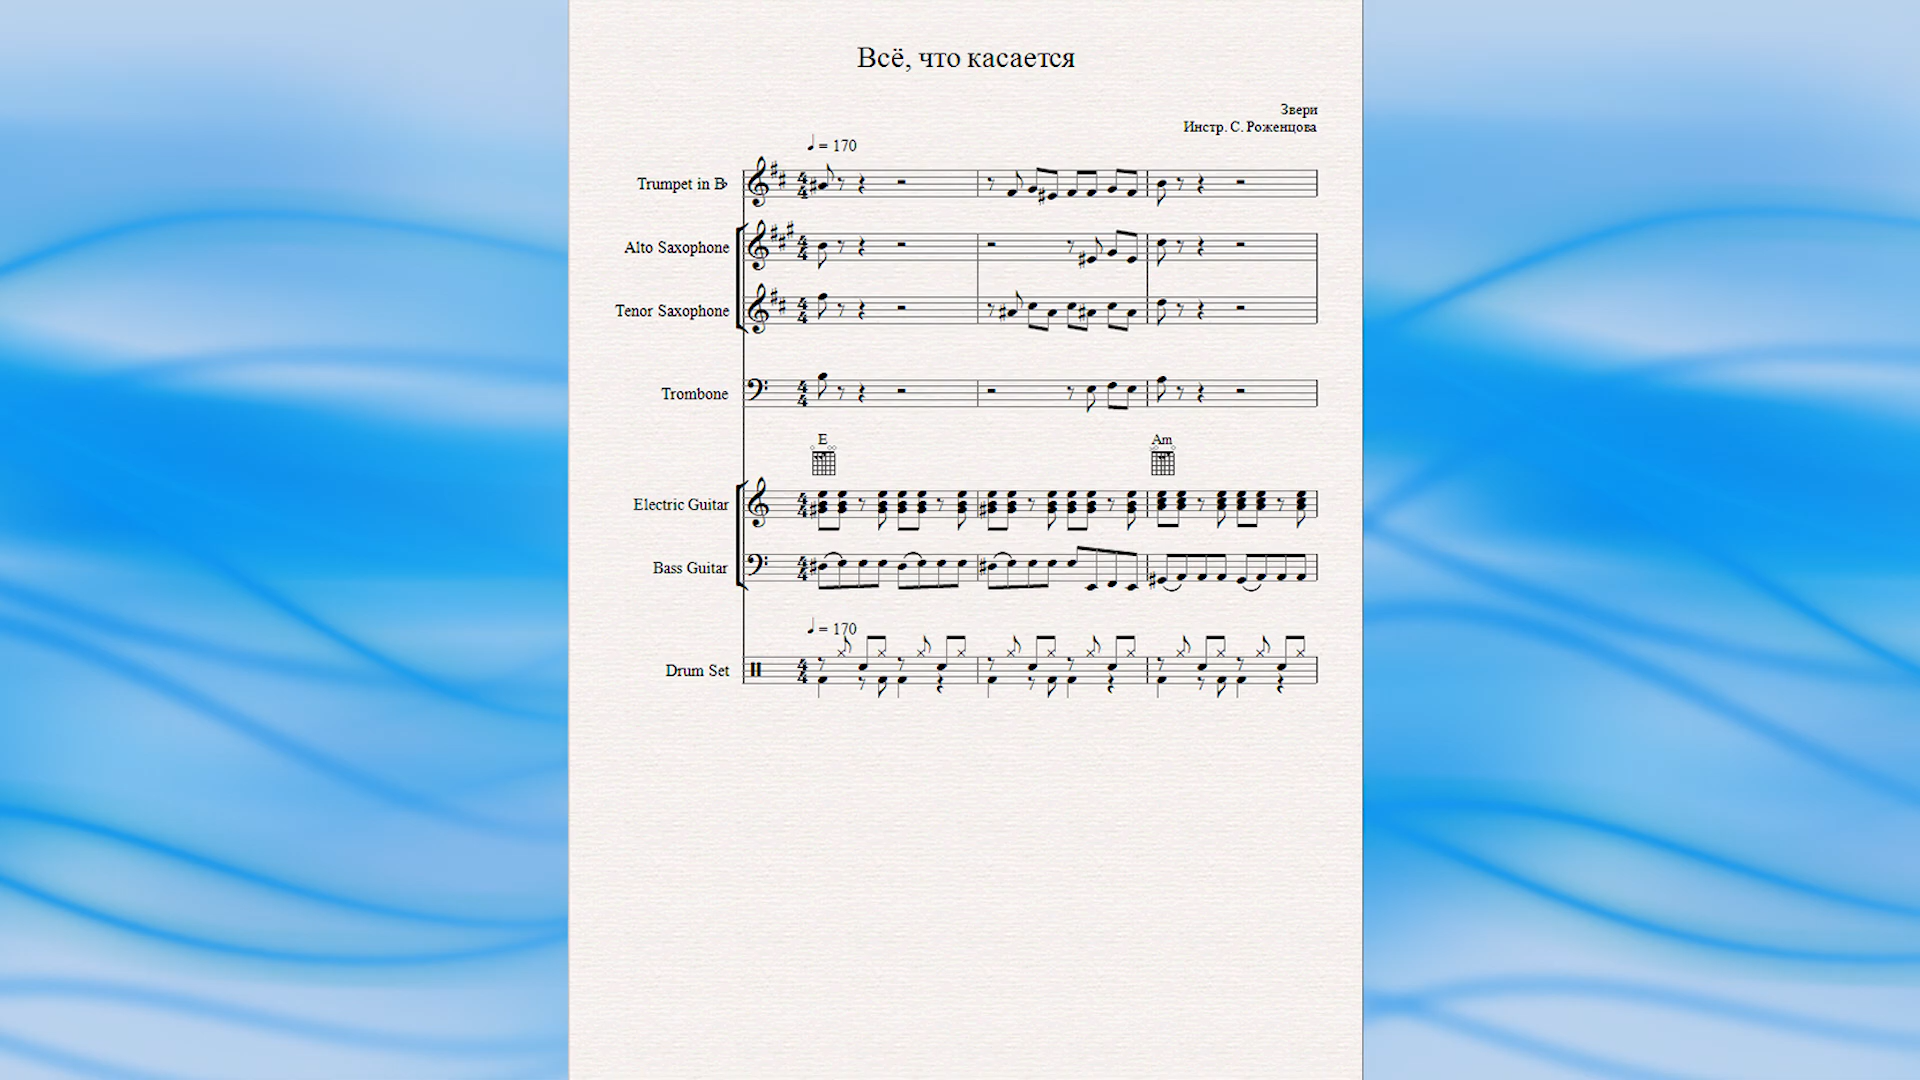 Всё, что касается
Звери
Инстр. С. Роженцова
♩ = 170
Trumpet in B♭
Alto Saxophone
Tenor Saxophone
Trombone
E
Am
Electric Guitar
Bass Guitar
♩ = 170
Drum Set